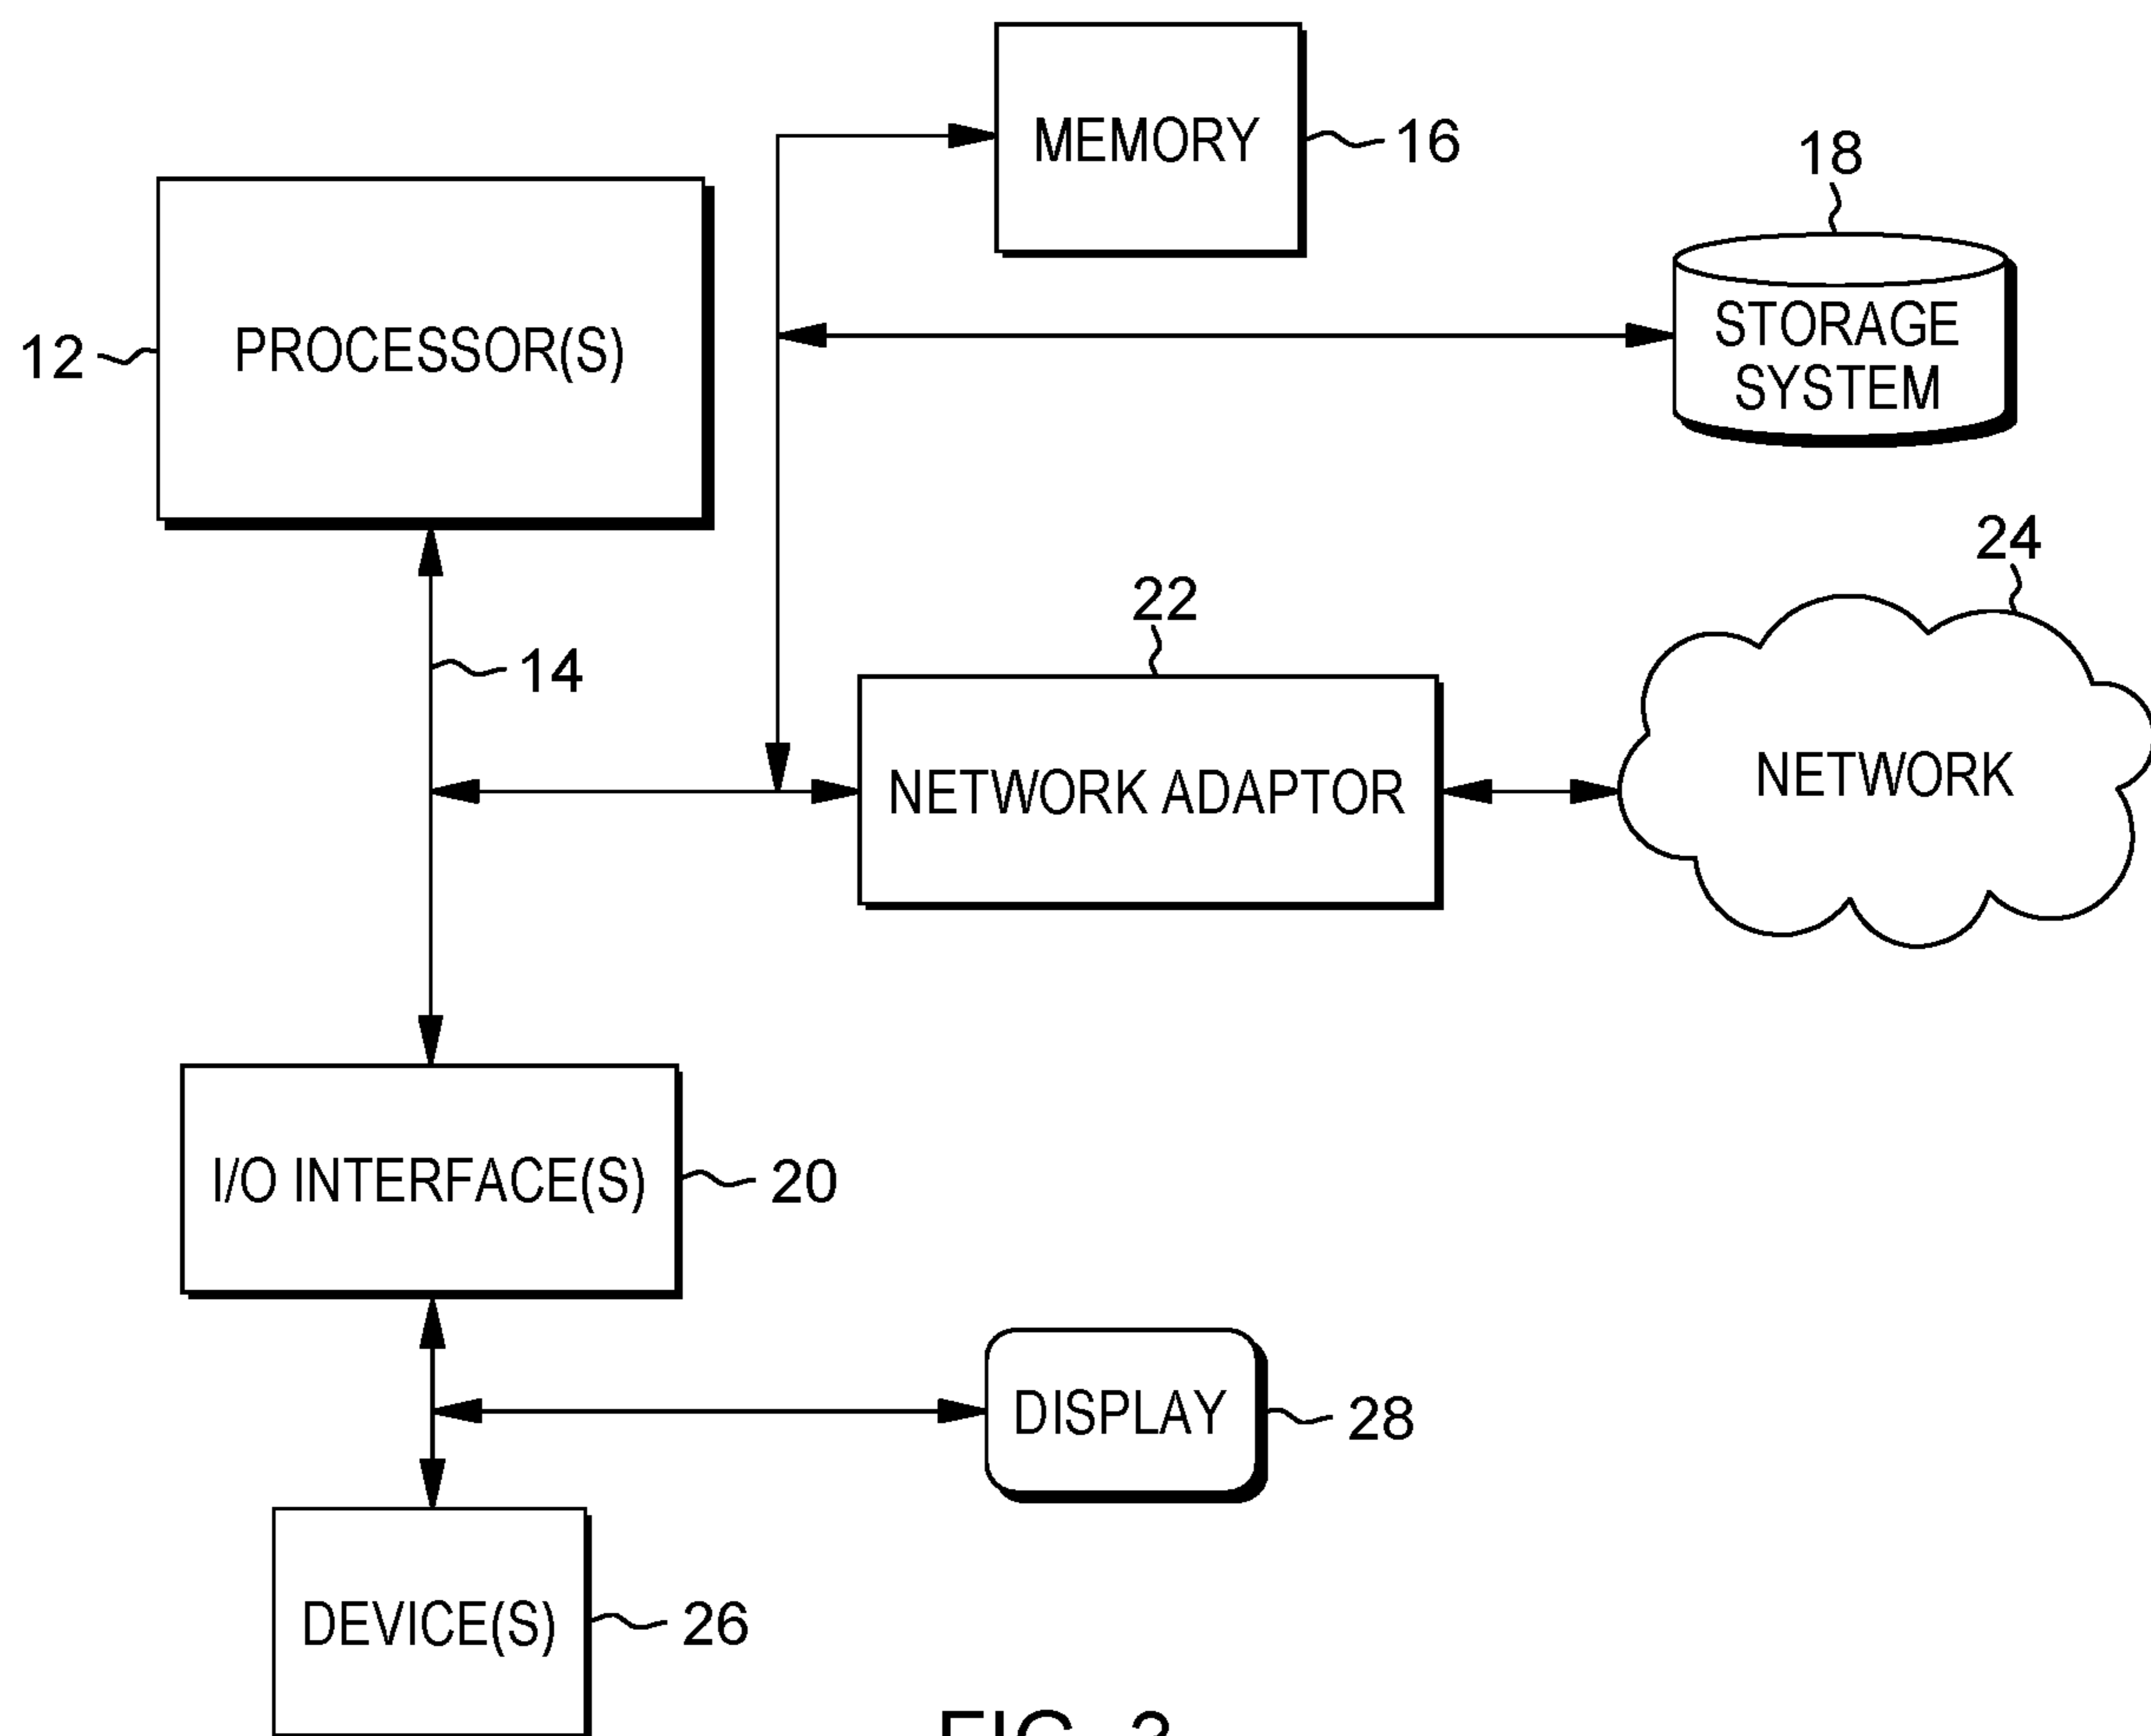 MEMORY
16
18
PROCESSOR(S)
12
STORAGE
SYSTEM
14
22
24
NETWORK ADAPTOR
NETWORK
I/O INTERFACE(S)
20
DISPLAY
28
DEVICE(S)
26